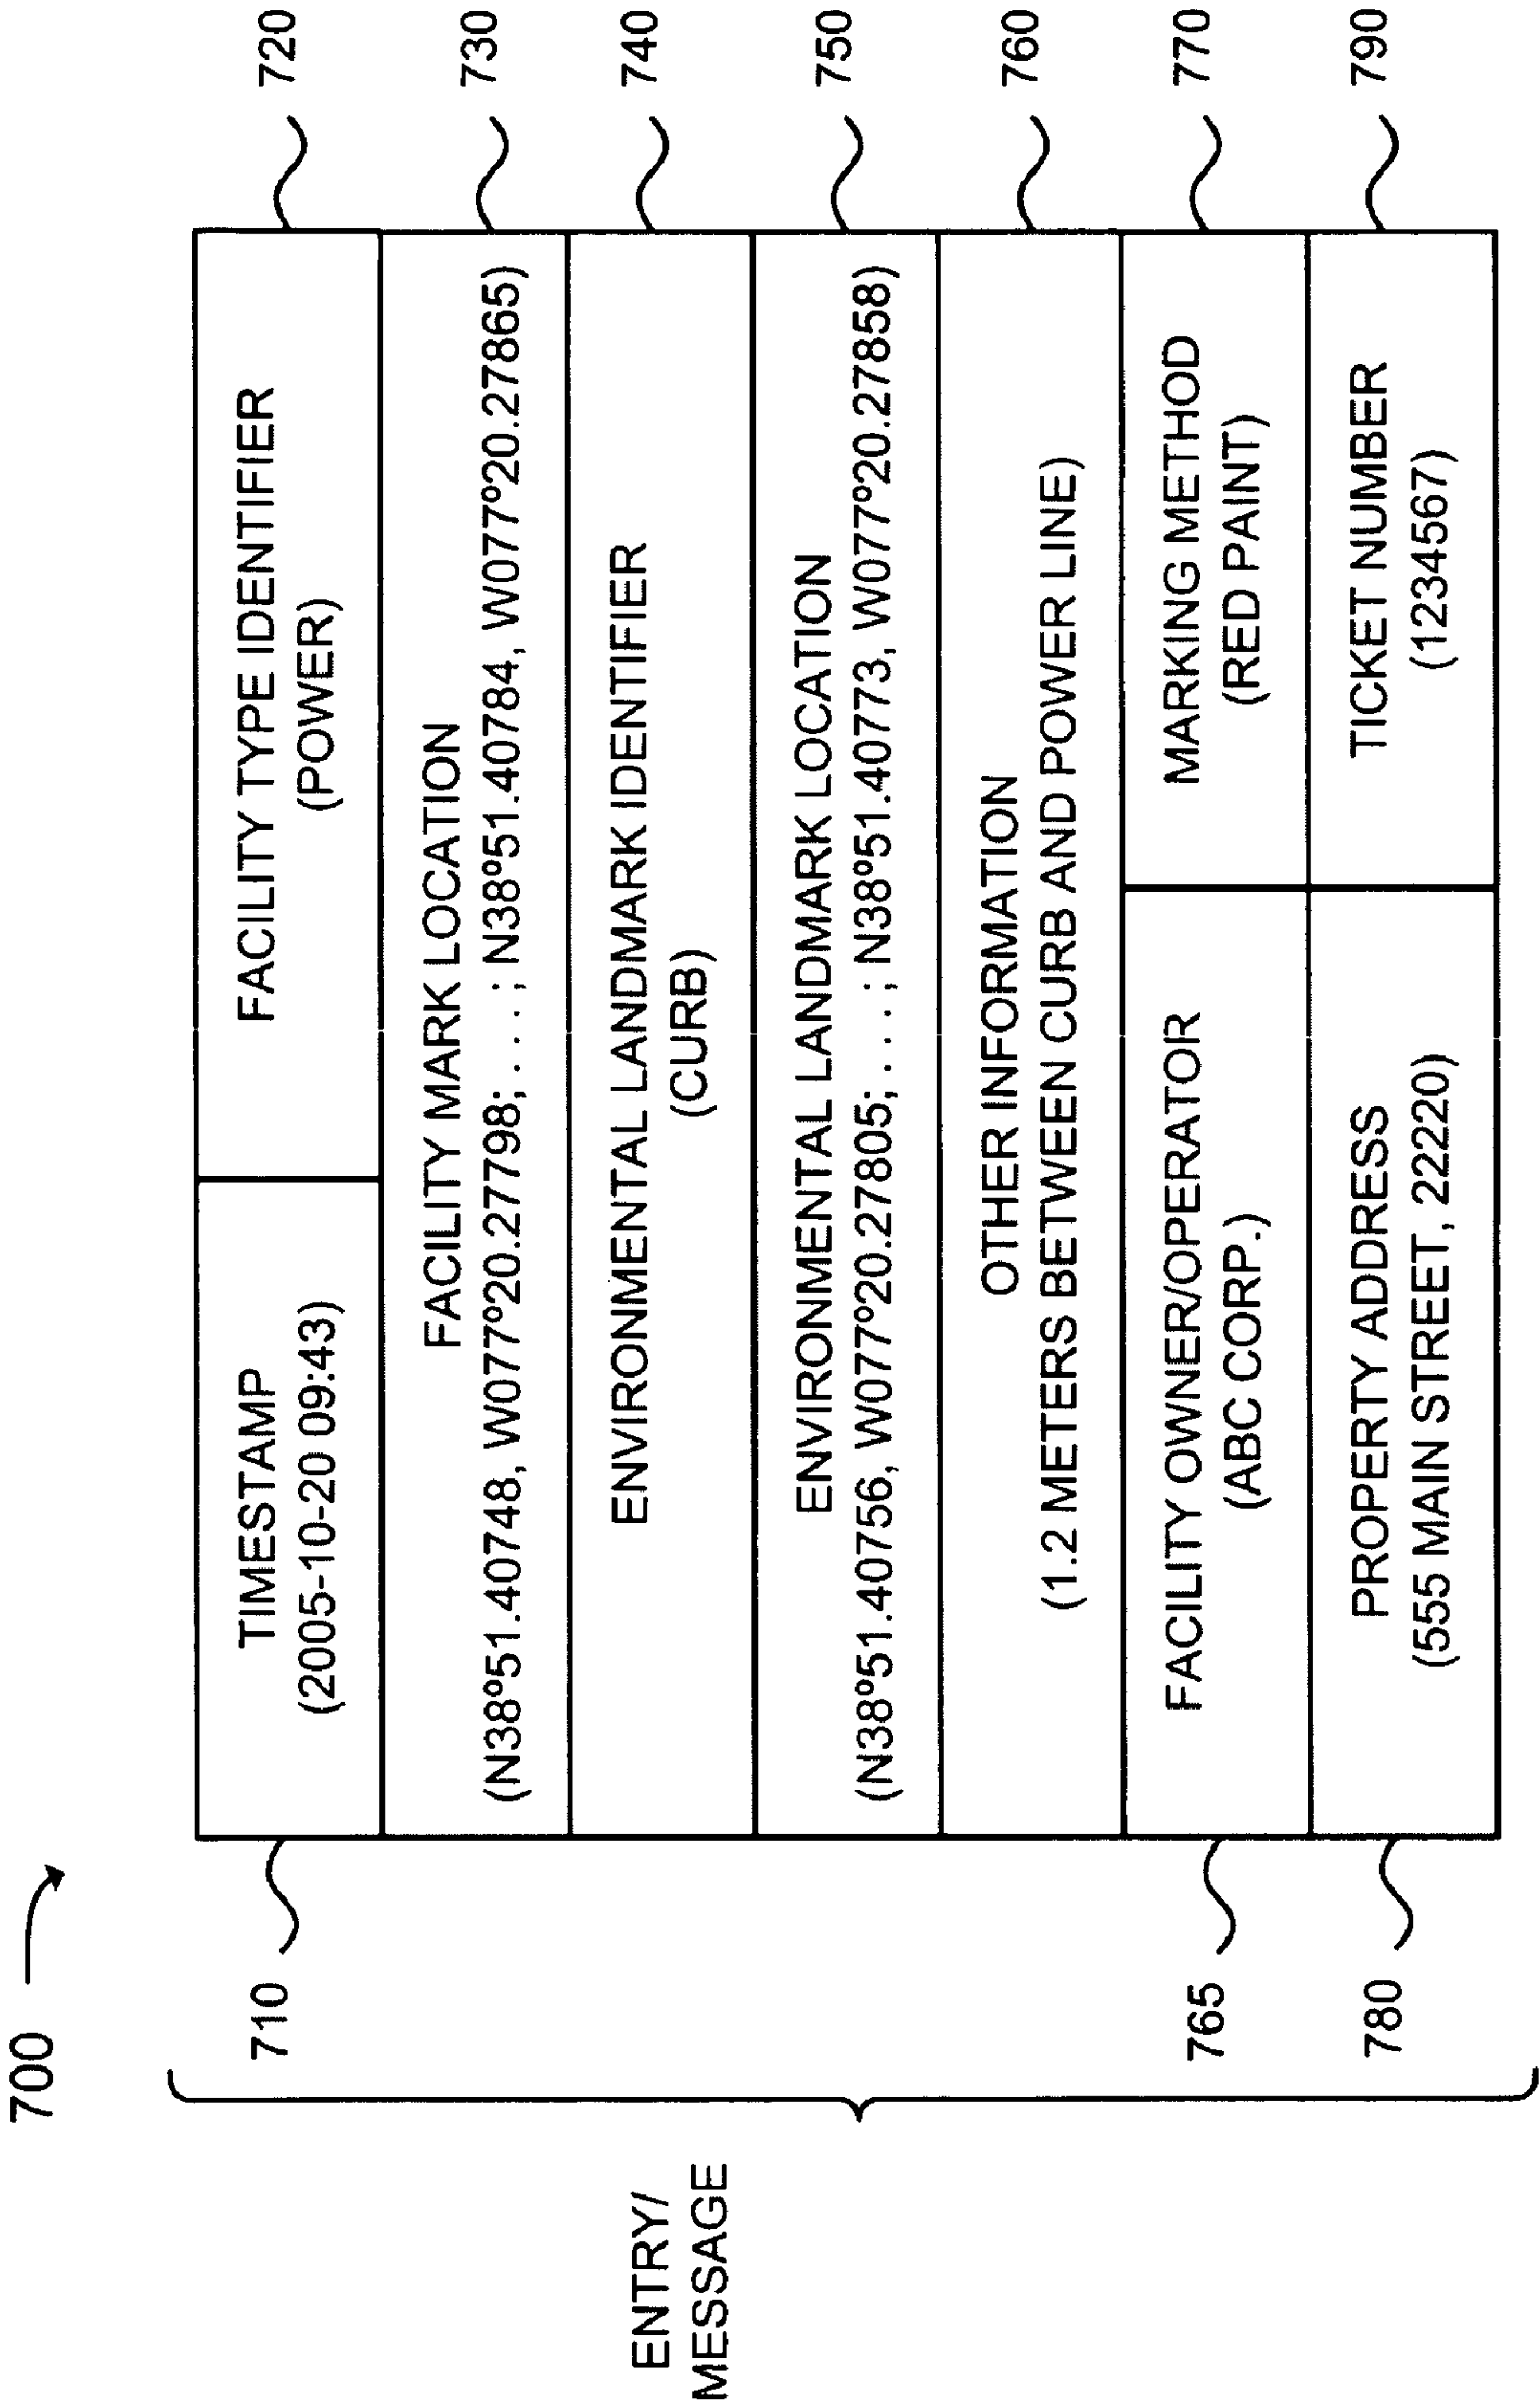 700
ENTRY/
MESSAGE
710
TIMESTAMP
(2005-10-20 09:43)
FACILITY TYPE IDENTIFIER
(POWER)
720
FACILITY MARK LOCATION
(N38°51.40748, W077°20.27798; . . . ; N38°51.40784, W077°20.27865)
730
ENVIRONMENTAL LANDMARK IDENTIFIER
(CURB)
740
ENVIRONMENTAL LANDMARK LOCATION
(N38°51.40756, W077°20.27805; . . . ; N38°51.40773, W077°20.27858)
750
OTHER INFORMATION
(1.2 METERS BETWEEN CURB AND POWER LINE)
760
765
FACILITY OWNER/OPERATOR
(ABC CORP.)
MARKING METHOD
(RED PAINT)
770
780
PROPERTY ADDRESS
(555 MAIN STREET, 22220)
TICKET NUMBER
(1234567)
790